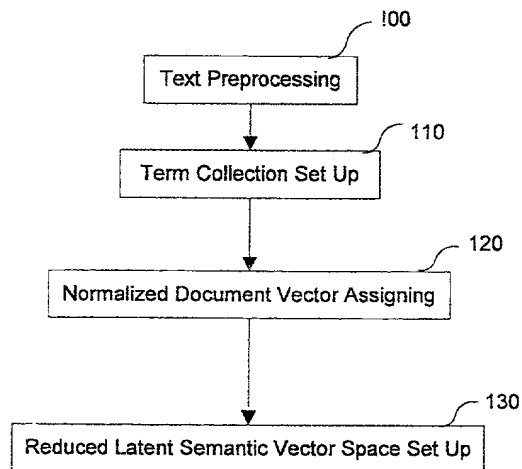 100
Text Preprocessing
110
Term Collection Set Up
120
Normalized Document Vector Assigning
130
Reduced Latent Semantic Vector Space Set Up